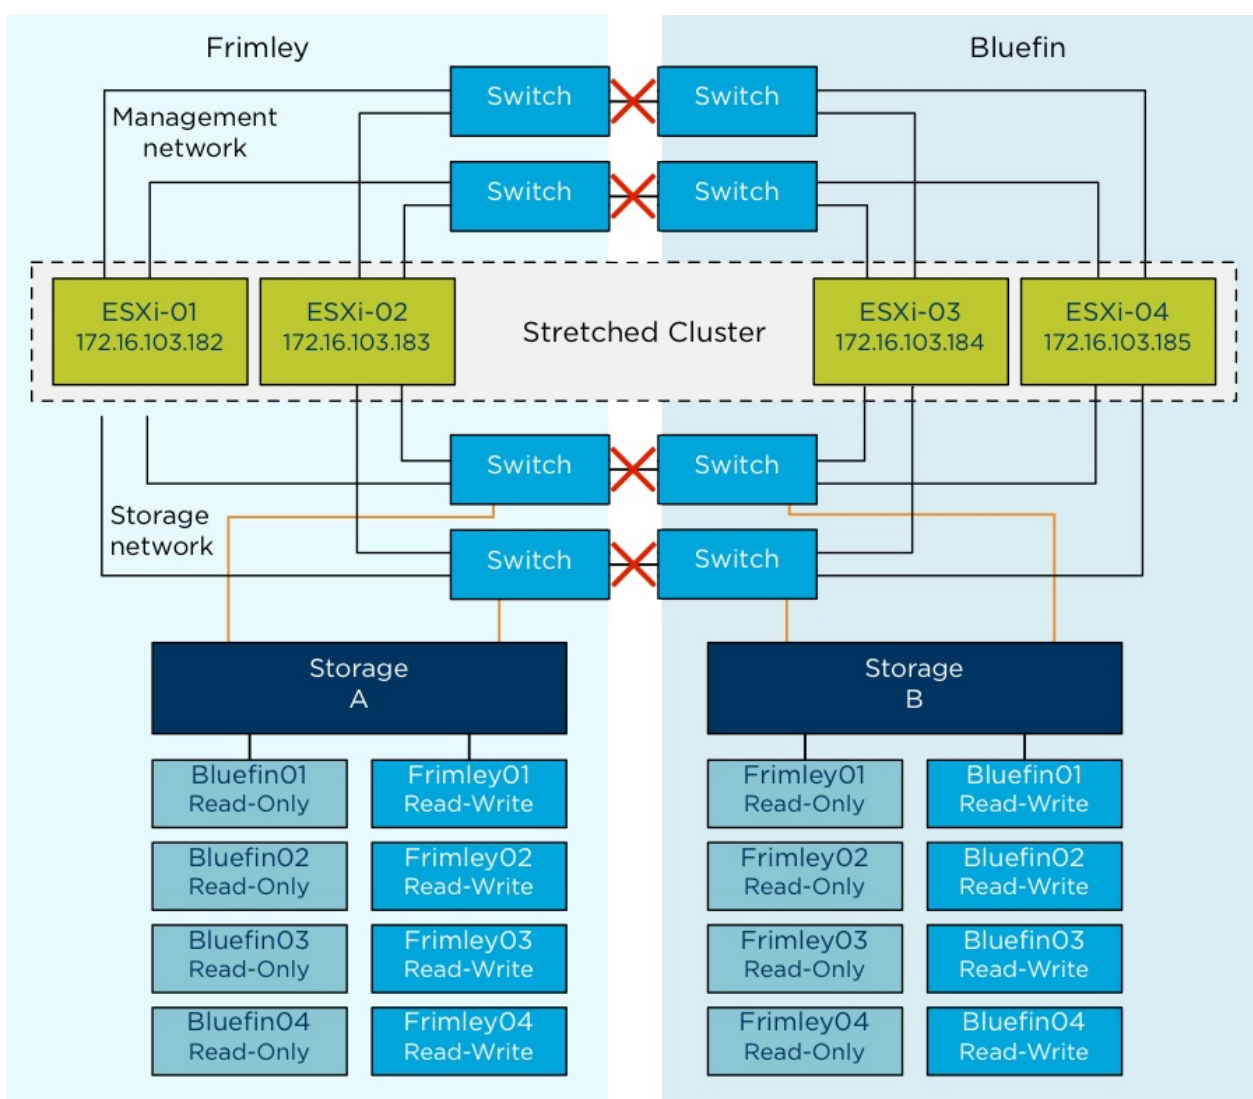 Frimley
Bluefin
Switch
Switch
Management
network
Switch
Switch
ESXi-01
172.16.103.182
ESXi-02
172.16.103.183
Stretched Cluster
ESXi-03
172.16.103.184
ESXi-04
172.16.103.185
Switch
Switch
Storage
network
Switch
Switch
Storage
A
Storage
B
Bluefin01
Read-Only
Frimley01
Read-Write
Frimley01
Read-Only
Bluefin01
Read-Write
Bluefin02
Read-Only
Frimley02
Read-Write
Frimley02
Read-Only
Bluefin02
Read-Write
Bluefin03
Read-Only
Frimley03
Read-Write
Frimley03
Read-Only
Bluefin03
Read-Write
Bluefin04
Read-Only
Frimley04
Read-Write
Frimley04
Read-Only
Bluefin04
Read-Write